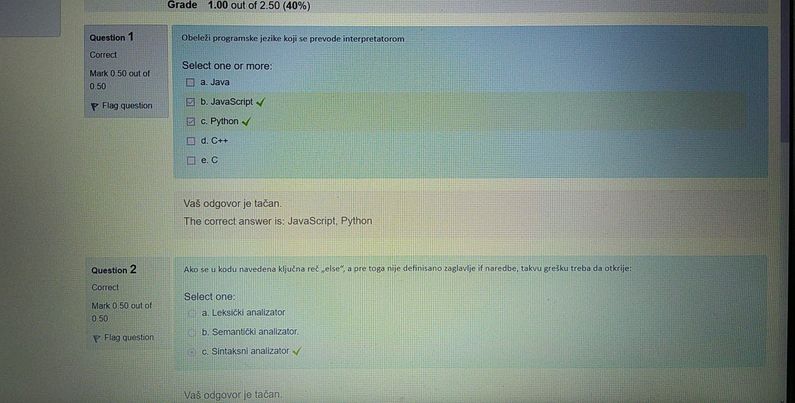 Grade 1.00 out of 2.50 (40%)
Question 1
Correct
Mark 0.50 out of
0.50
Flag question
Obeleži programske jezike koji se prevode interpretatorom
Select one or more:
a. Java
b. JavaScript
c. Python
d. C++
e. C
Vaš odgovor je tačan.
The correct answer is: JavaScript, Python
Question 2
Correct
Mark 0.50 out of
0.50
Flag question
Ako se u kodu navedena ključna reč „else“, a pre toga nije definisano zaglavlje if naredbe, takvu grešku treba da otkrije:
Select one:
a. Leksički analizator
b. Semantički analizator.
c. Sintaksni analizator
Vaš odgovor je tačan.